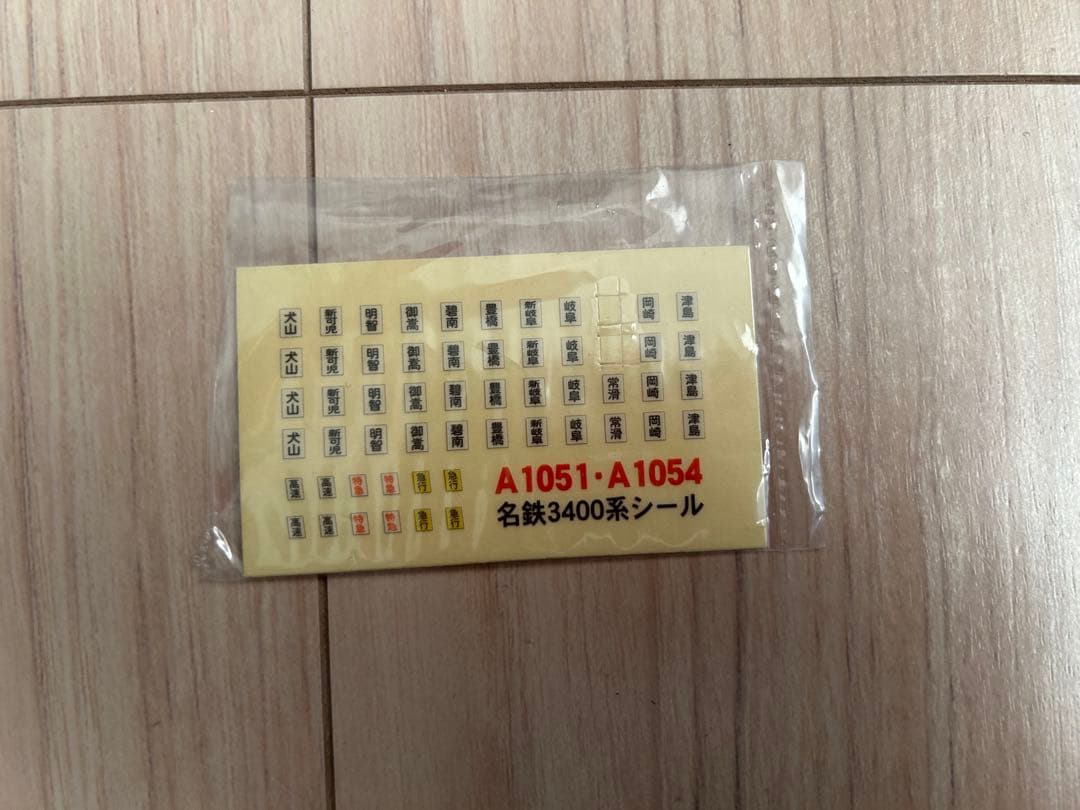 犬山 新可児 明智 御嵩 碧南 豊橋 新岐阜 岐阜 岡崎 津島
犬山 新可児 明智 御嵩 碧南 豊橋 新岐阜 岐阜 岡崎 津島
犬山 新可児 明智 御嵩 碧南 豊橋 新岐阜 岐阜 常滑 岡崎 津島
犬山 新可児 明智 御嵩 碧南 豊橋 新岐阜 岐阜 常滑 岡崎 津島
高速 高速 特急 特急 急行 急行
高速 高速 特急 特急 急行 急行
A1051・A1054
名鉄3400系シール